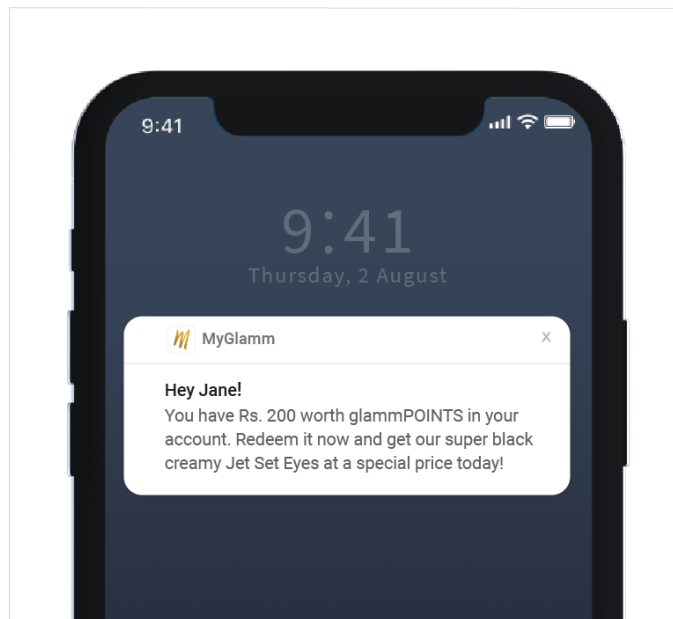 9:41
9:41
Thursday, 2 August
MyGlamm
x
Hey Jane!
You have Rs. 200 worth glammPOINTS in your
account. Redeem it now and get our super black
creamy Jet Set Eyes at a special price today!